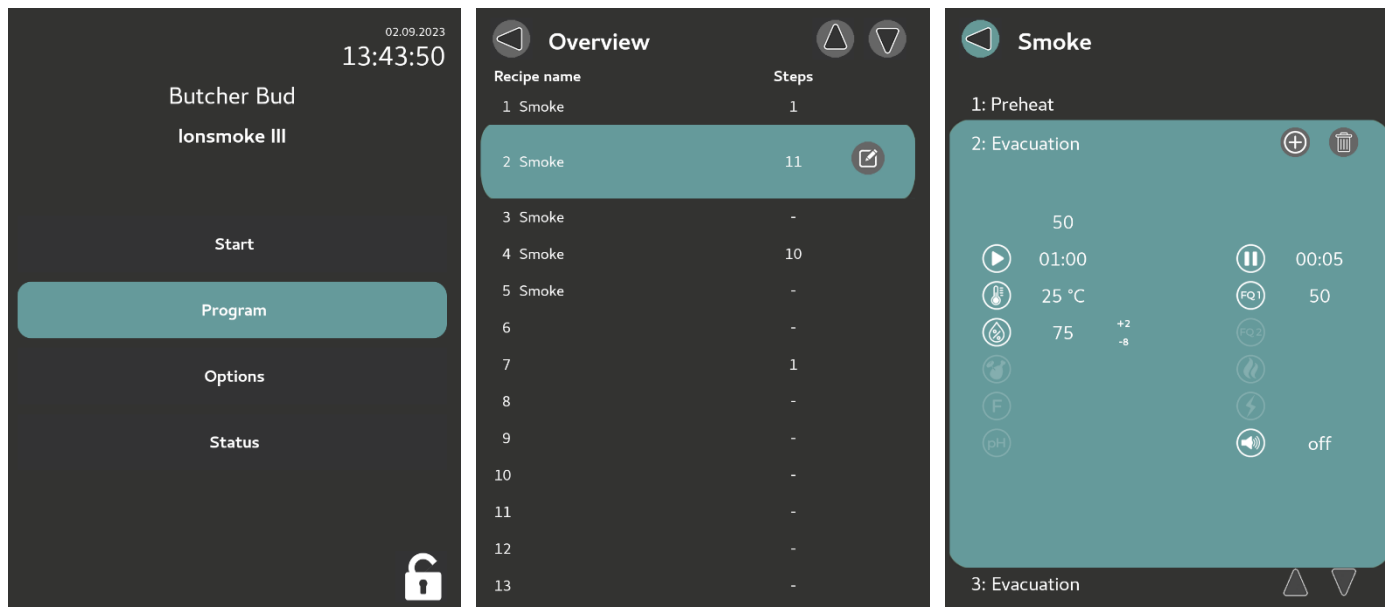 02.09.2023
13:43:50
Butcher Bud
Ionsmoke III
Start
Program
Options
Status
Overview
Recipe name Steps
1 Smoke 1
2 Smoke 11
3 Smoke -
4 Smoke 10
5 Smoke -
6 -
7 1
8 -
9 -
10 -
11 -
12 -
13 -
Smoke
1: Preheat
2: Evacuation
50
01:00 00:05
25 °C FQ1 50
75 +2 FQ2
-8
F
pH off
3: Evacuation